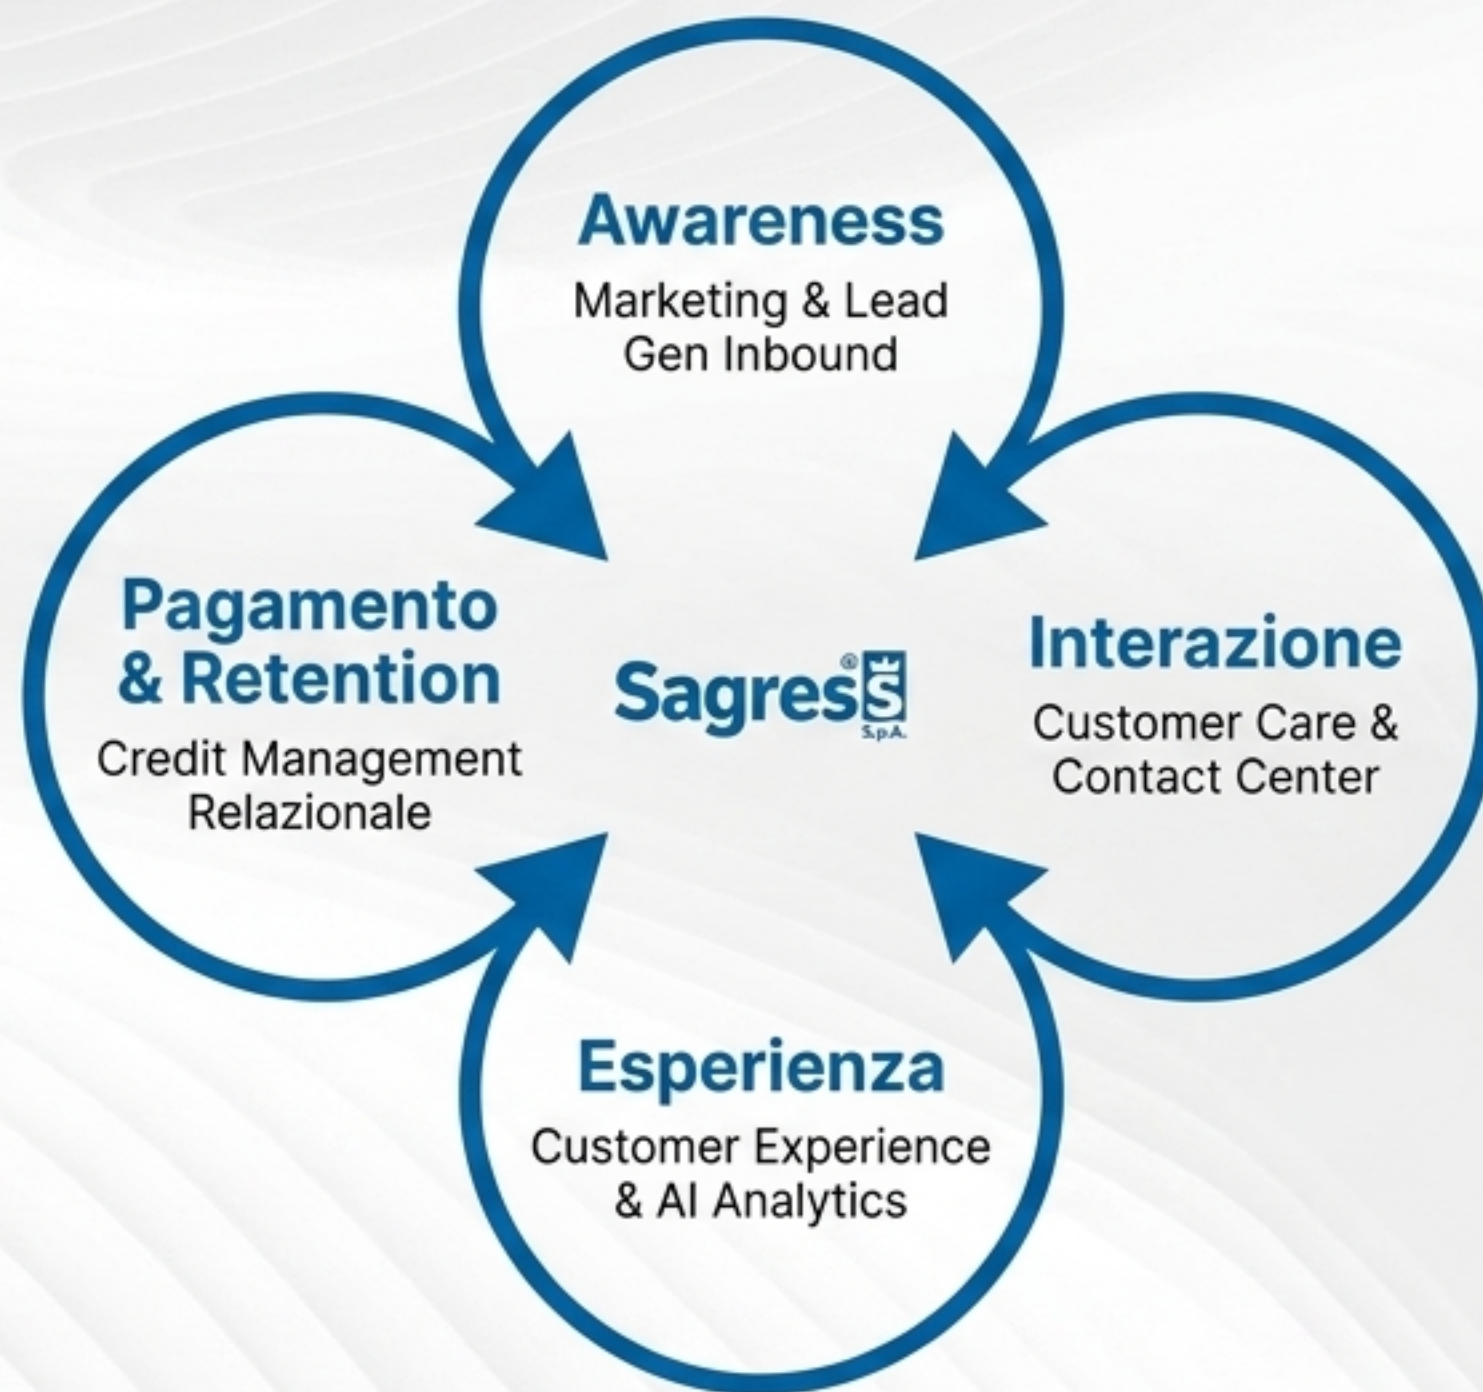 Awareness
Marketing & Lead
Gen Inbound
Pagamento
& Retention
Credit Management
Relazionale
Sagres®S
S.p.A.
Interazione
Customer Care &
Contact Center
Esperienza
Customer Experience
& AI Analytics